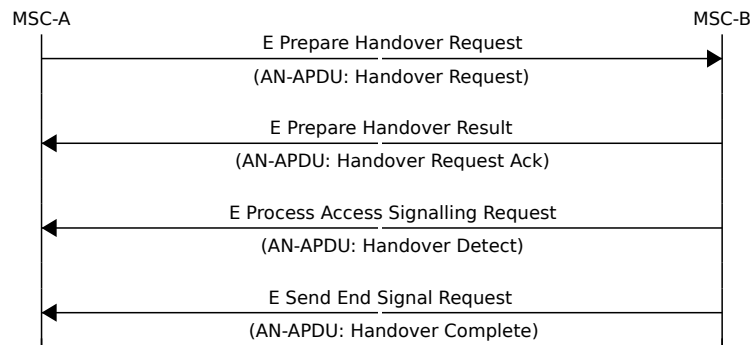 MSC-A
MSC-B
E Prepare Handover Request
(AN-APDU: Handover Request)
E Prepare Handover Result
(AN-APDU: Handover Request Ack)
E Process Access Signalling Request
(AN-APDU: Handover Detect)
E Send End Signal Request
(AN-APDU: Handover Complete)